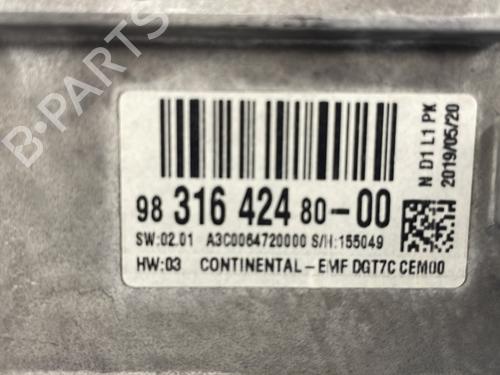 B-PARTS
98 316 424 80-00
SW:02.01 A3C0064720000 S/H:155049
HW:03 CONTINENTAL-EMF DGT7C CEM00
N D1 L1 PK
2019/05/20